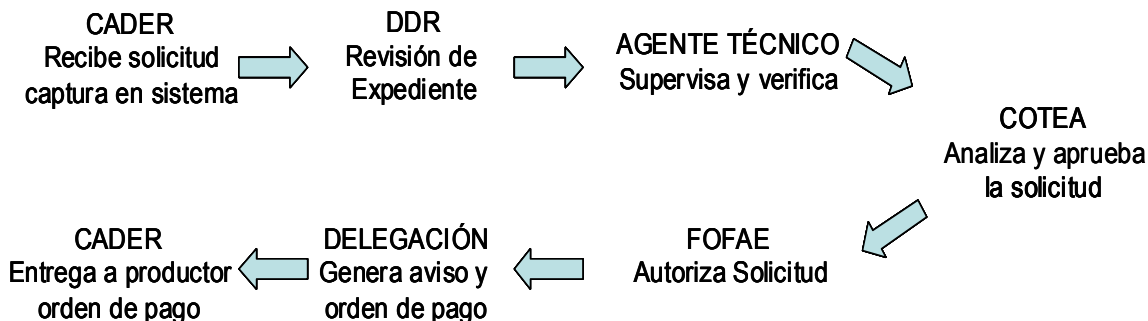 CADER
Recibe solicitud
captura en sistema
DDR
Revisión de
Expediente
AGENTE TÉCNICO
Supervisa y verifica
COTEA
Analiza y aprueba
la solicitud
FOFAE
Autoriza Solicitud
DELEGACIÓN
Genera aviso y
orden de pago
CADER
Entrega a productor
orden de pago